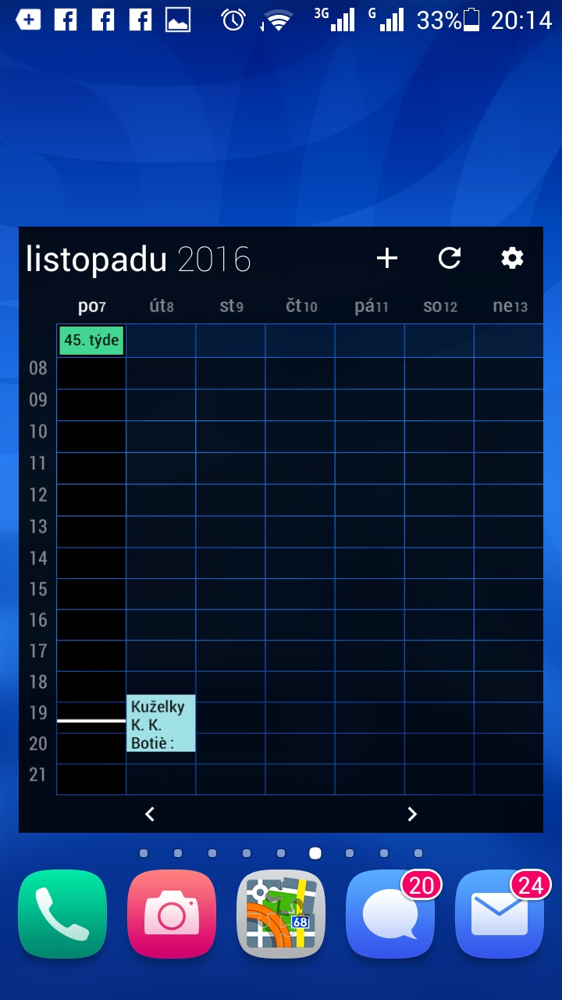 3G G 33% 20:14
listopadu 2016
po7 út8 st9 čt10 pá11 so12 ne13
45. týde
08
09
10
11
12
13
14
15
16
17
18
19
Kuželky
K. K.
Botiè :
20
21
68
20
24